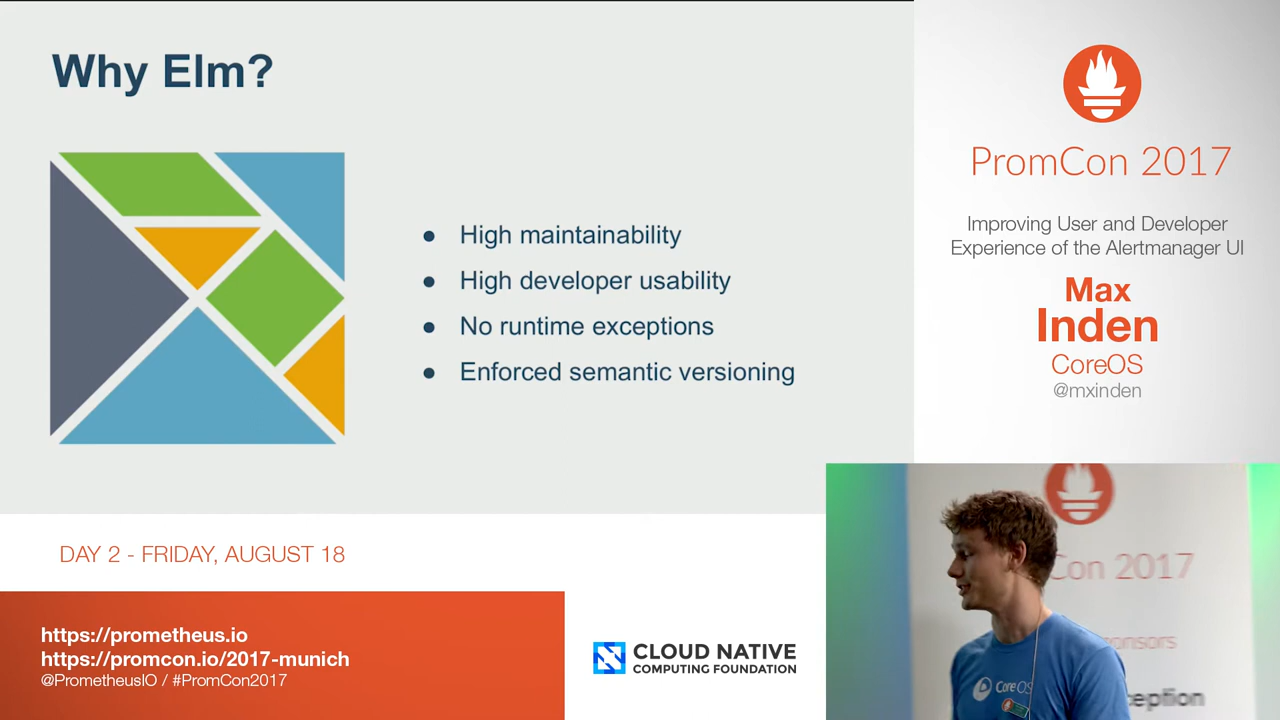 Why Elm?
● High maintainability
● High developer usability
● No runtime exceptions
● Enforced semantic versioning
PromCon 2017
Improving User and Developer
Experience of the Alertmanager UI
Max
Inden
CoreOS
@mxinden
DAY 2 - FRIDAY, AUGUST 18
https://prometheus.io
https://promcon.io/2017-munich
@PrometheusIO / #PromCon2017
CLOUD NATIVE
COMPUTING FOUNDATION
Con 2017
onsors
CoreOS
eption